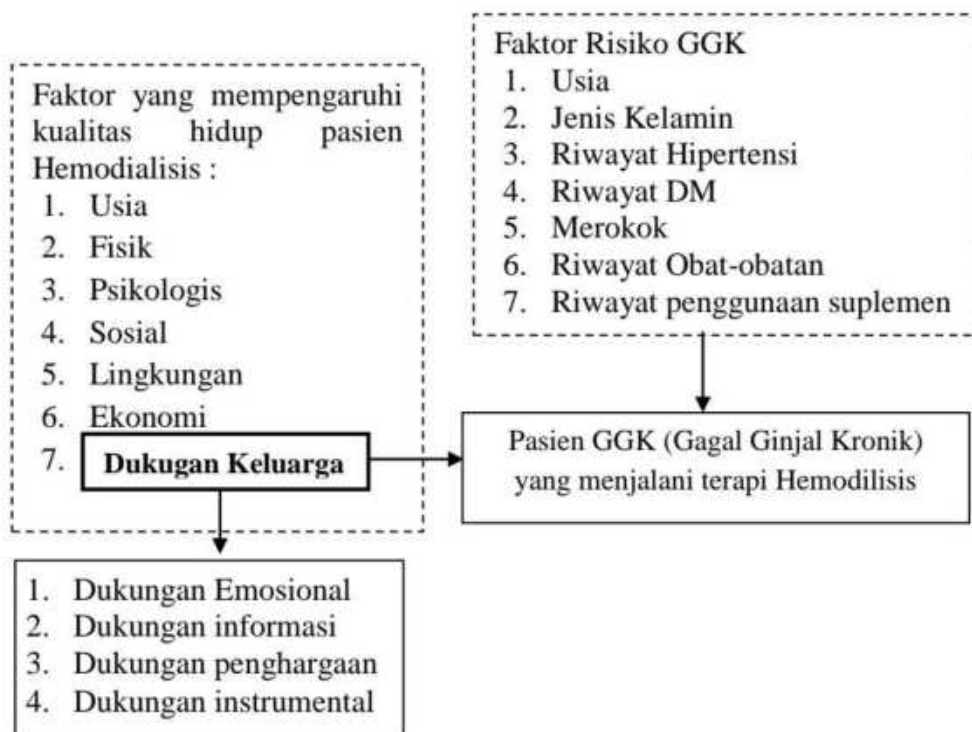 Faktor yang mempengaruhi
kualitas hidup pasien
Hemodialisis :
1. Usia
2. Fisik
3. Psikologis
4. Sosial
5. Lingkungan
6. Ekonomi
7. Dukugan Keluarga
Faktor Risiko GGK
1. Usia
2. Jenis Kelamin
3. Riwayat Hipertensi
4. Riwayat DM
5. Merokok
6. Riwayat Obat-obatan
7. Riwayat penggunaan suplemen
Pasien GGK (Gagal Ginjal Kronik)
yang menjalani terapi Hemodilisis
1. Dukungan Emosional
2. Dukungan informasi
3. Dukungan penghargaan
4. Dukungan instrumental